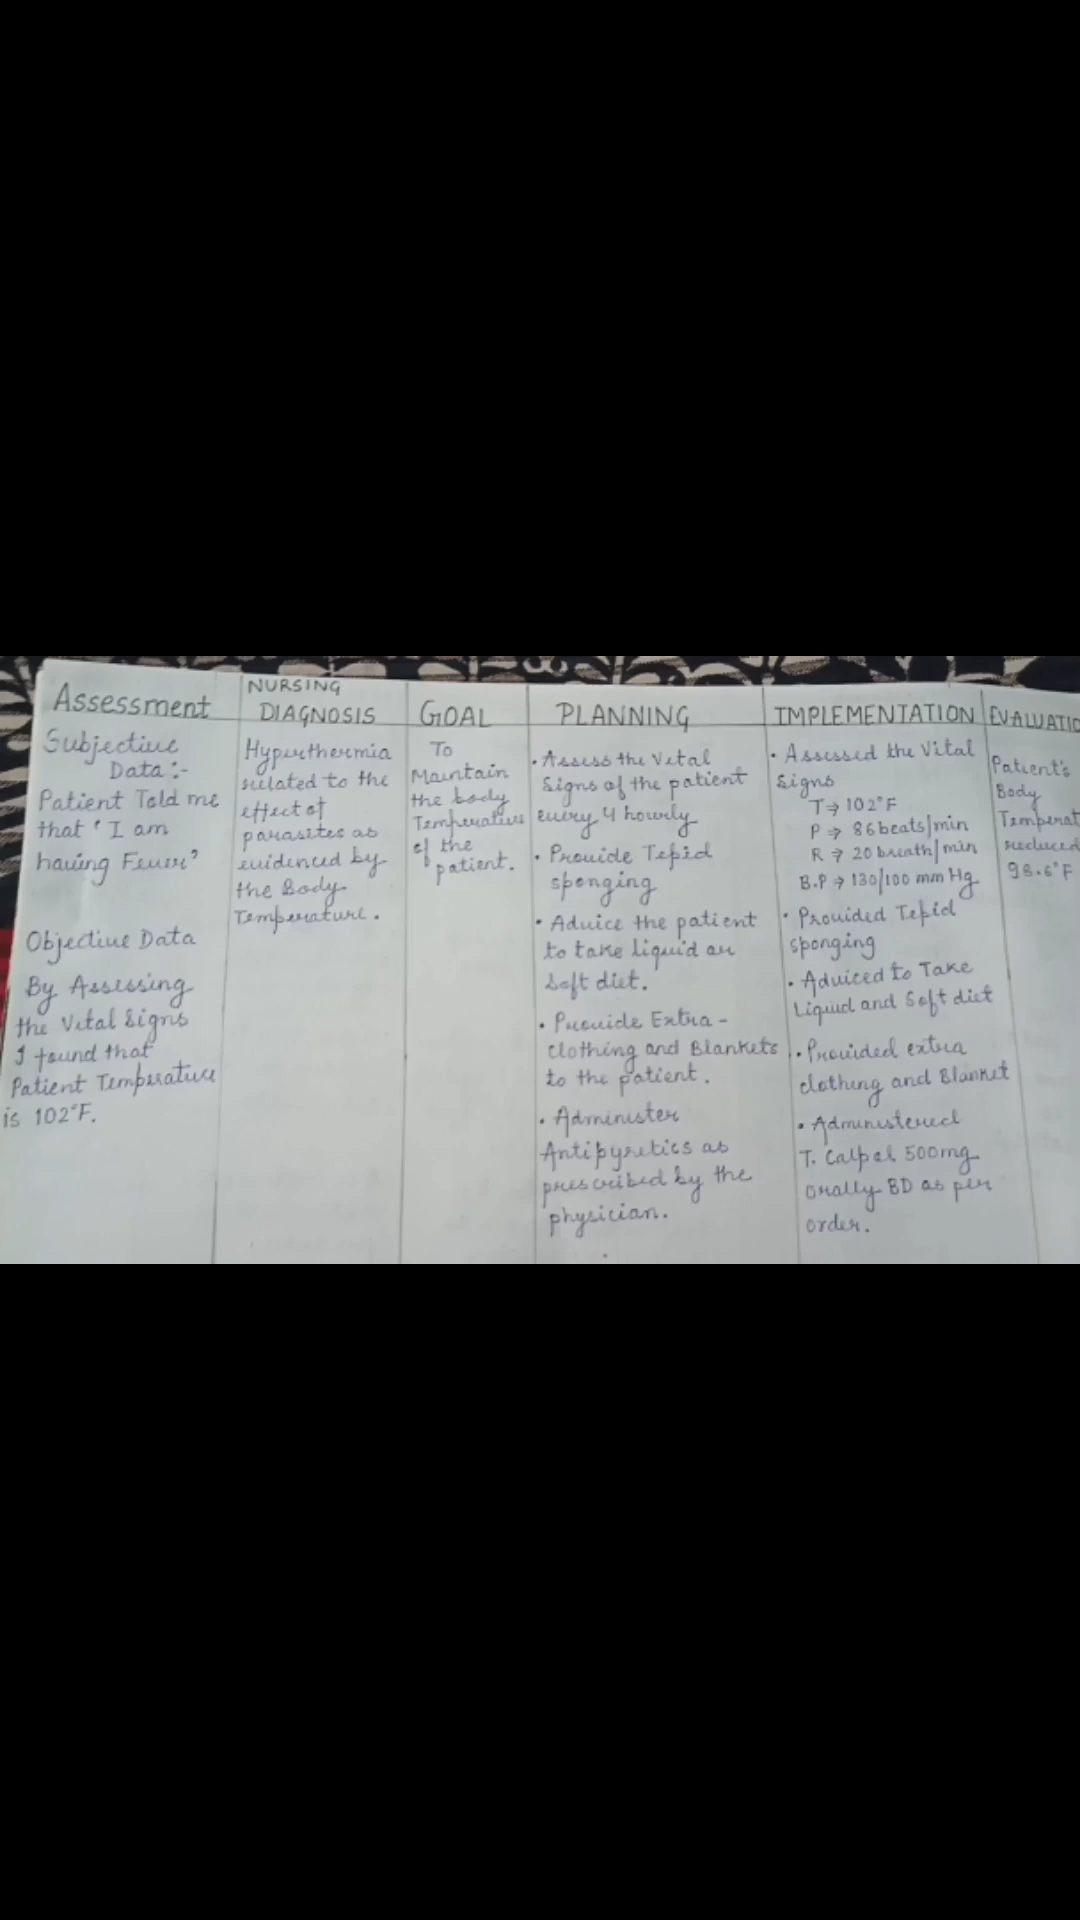 Assessment
Subjective
Data:-
Patient Told me
that 'I am
having Fever'
Objective Data
By Assessing
the Vital Signs
I found that
Patient Temperature
is 102°F.
NURSING
DIAGNOSIS
Hyperthermia
related to the
effect of
parasites as
evidenced by
the Body
Temperature.
GOAL
To
Maintain
the body
Temperature
of the
patient.
PLANNING
• Assess the Vital
Signs of the patient
every 4 hourly
• Provide Tepid
sponging
• Advice the patient
to take liquid an
Soft diet.
• Provide Extra-
clothing and Blankets
to the patient.
• Administer
Antipyretics as
prescribed by the
physician.
IMPLEMENTATION
• Assessed the Vital
Signs
T⇒ 102°F
P ⇒ 86 beats/min
R ⇒ 20 breath/min
B.P ⇒ 130/100 mm Hg
• Provided Tepid
sponging
• Adviced to Take
Liquid and Soft diet
• Provided extra
clothing and Blanket
• Administered
T. Calpal 500mg
Orally BD as per
order.
EVALUATIO
Patient's
Body
Temperat
reduced
98.6°F